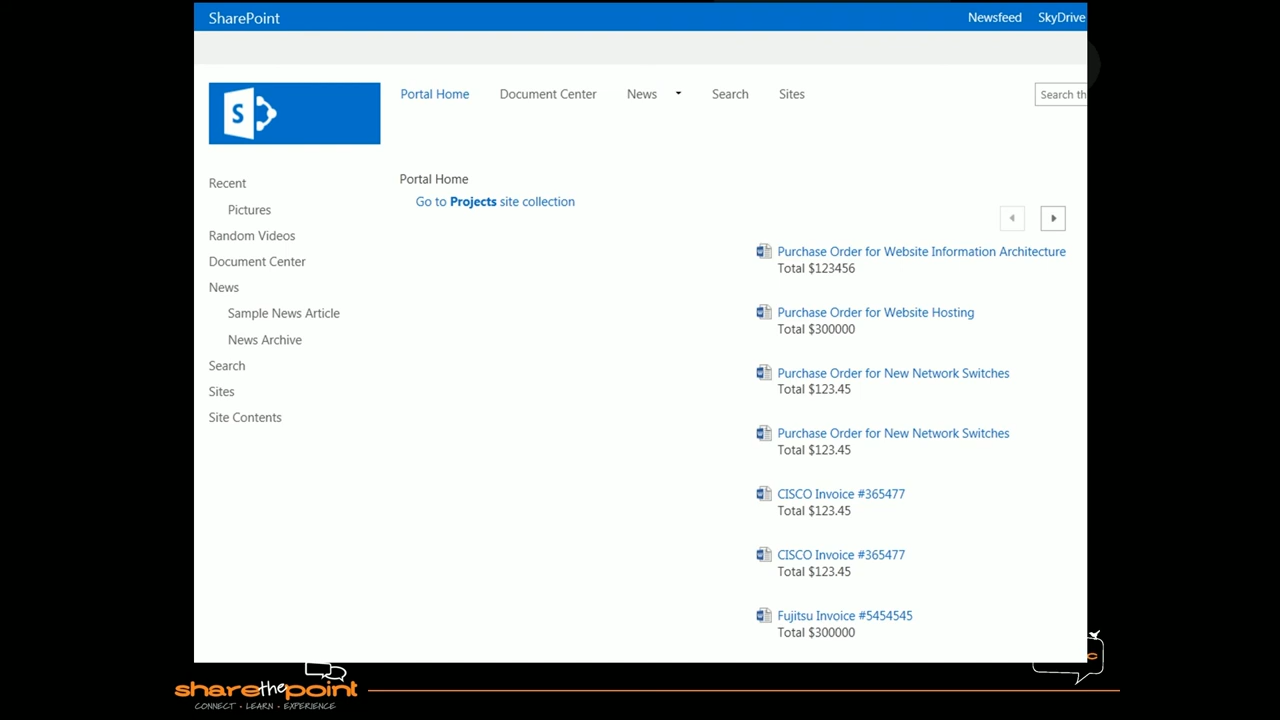 SharePoint
Newsfeed SkyDrive
S
Portal Home Document Center News Search Sites
Search th
Recent
Pictures
Random Videos
Document Center
News
Sample News Article
News Archive
Search
Sites
Site Contents
Portal Home
Go to Projects site collection
Purchase Order for Website Information Architecture
Total $123456
Purchase Order for Website Hosting
Total $300000
Purchase Order for New Network Switches
Total $123.45
Purchase Order for New Network Switches
Total $123.45
CISCO Invoice #365477
Total $123.45
CISCO Invoice #365477
Total $123.45
Fujitsu Invoice #5454545
Total $300000
c
sharethepoint
CONNECT • LEARN • EXPERIENCE